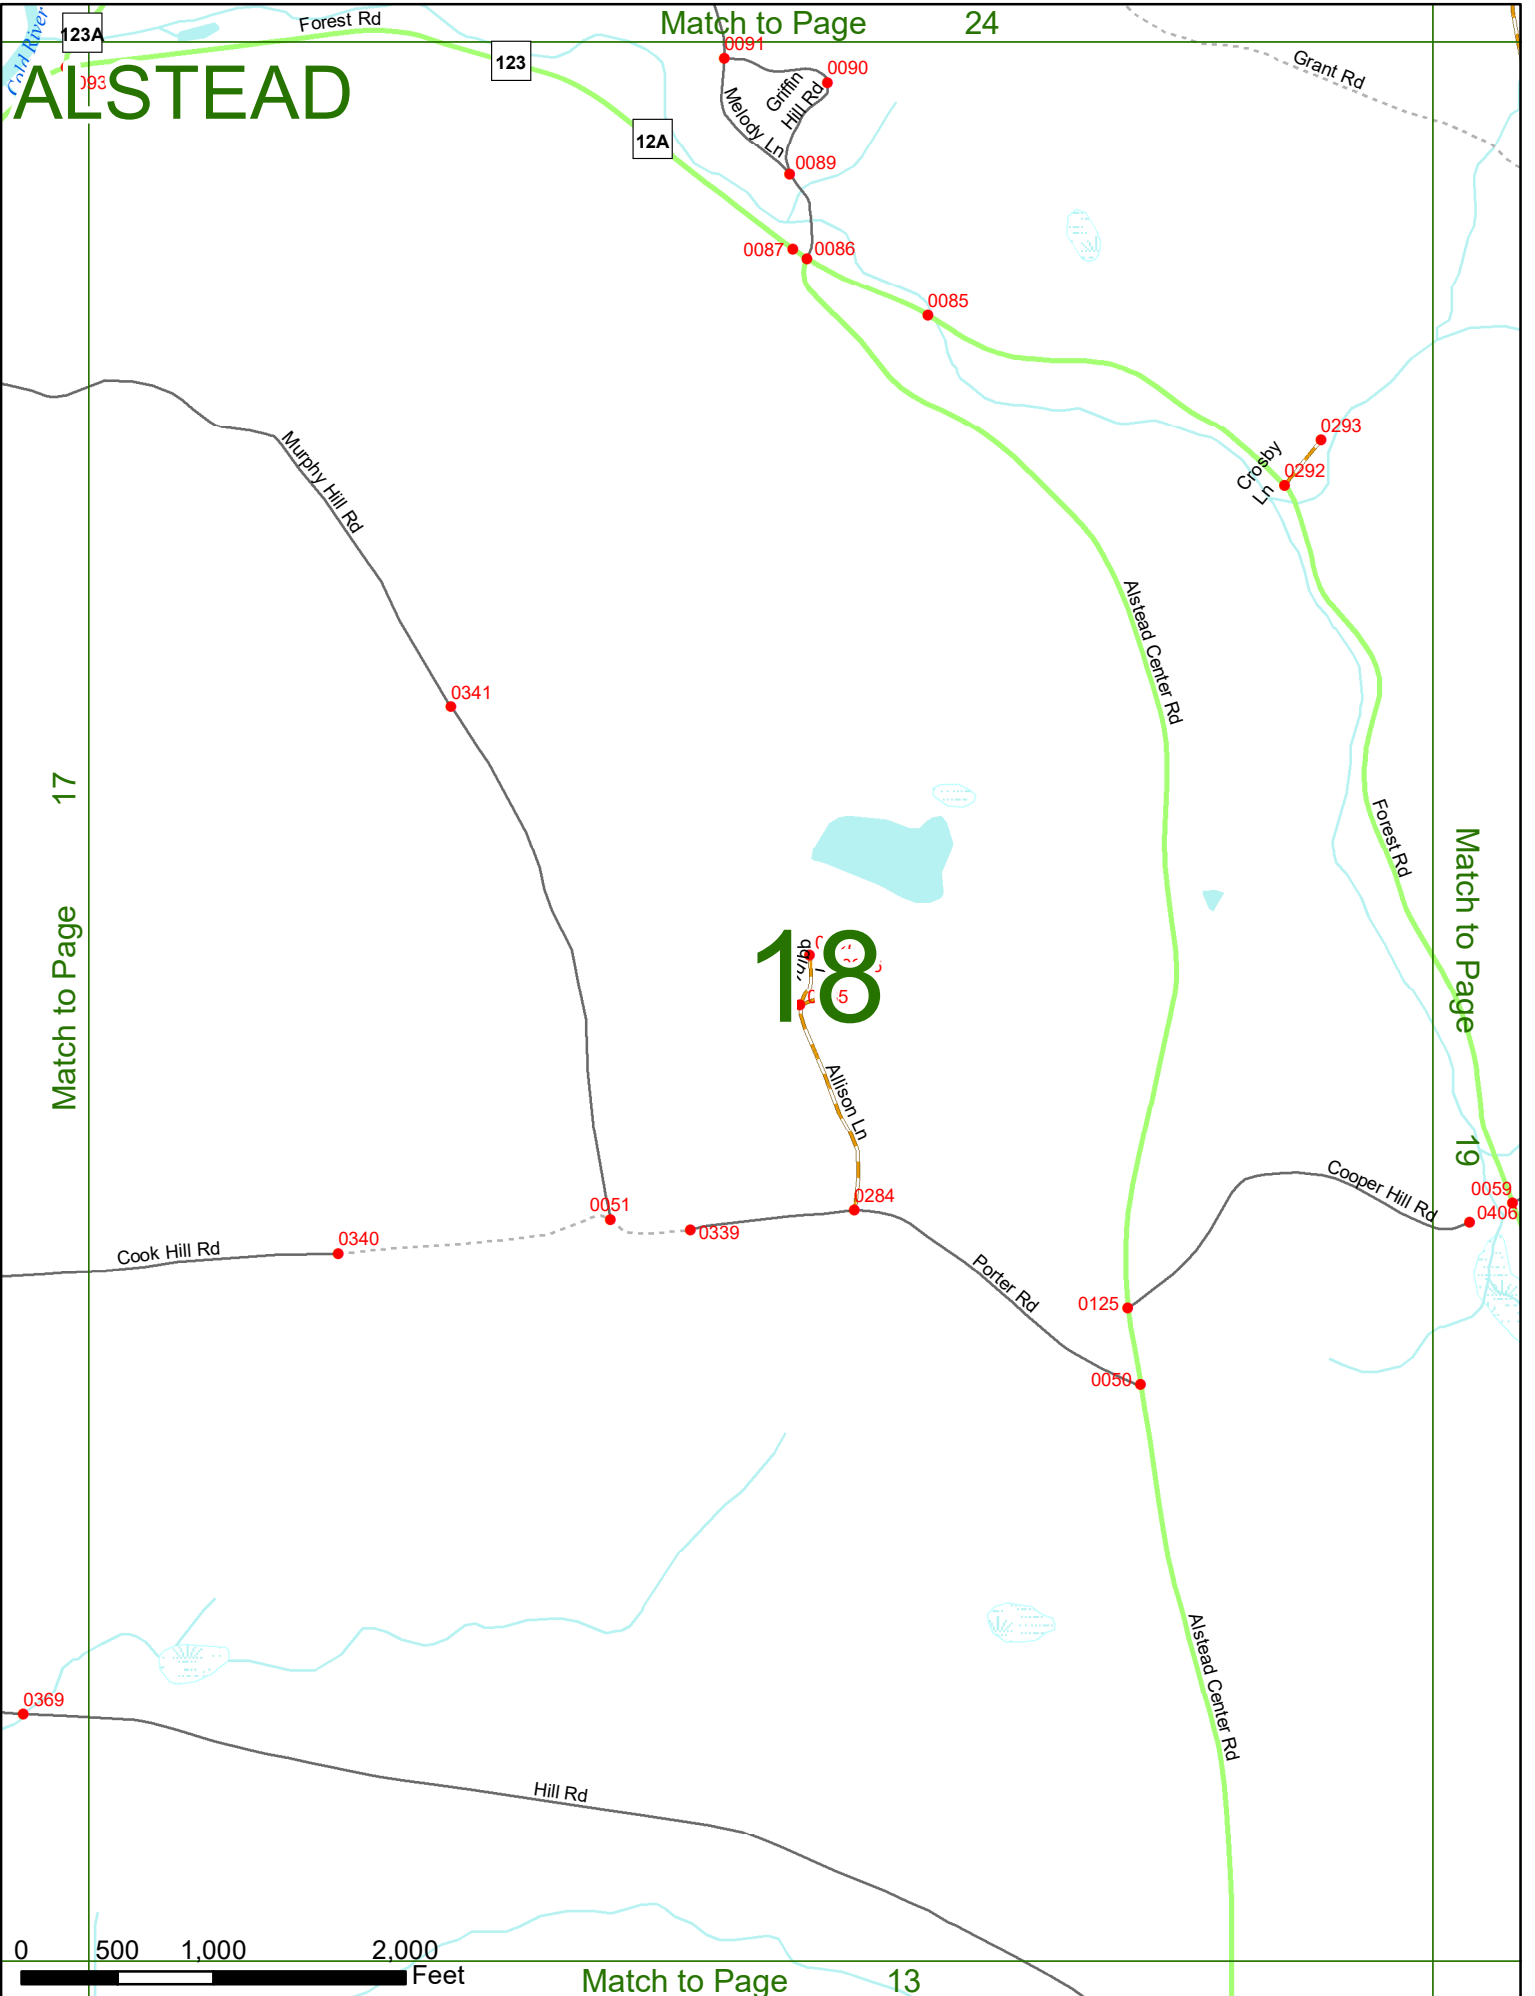 Match to Page 24
123A
Forest Rd
Cold River
123
ALSTEAD
0091
0090
Griffin
Hill Rd
Melody Ln
Grant Rd
12A
0089
0087
0086
0085
0293
Crosby
Ln
0292
Murphy Hill Rd
Alstead Center Rd
0341
Match to Page 17
Forest Rd
Match to Page 19
18
Allison Ln
0284
0051
0339
0340
Cook Hill Rd
Porter Rd
Cooper Hill Rd
0059
0406
0125
0050
Alstead Center Rd
0369
Hill Rd
0 500 1,000 2,000
Feet
Match to Page 13